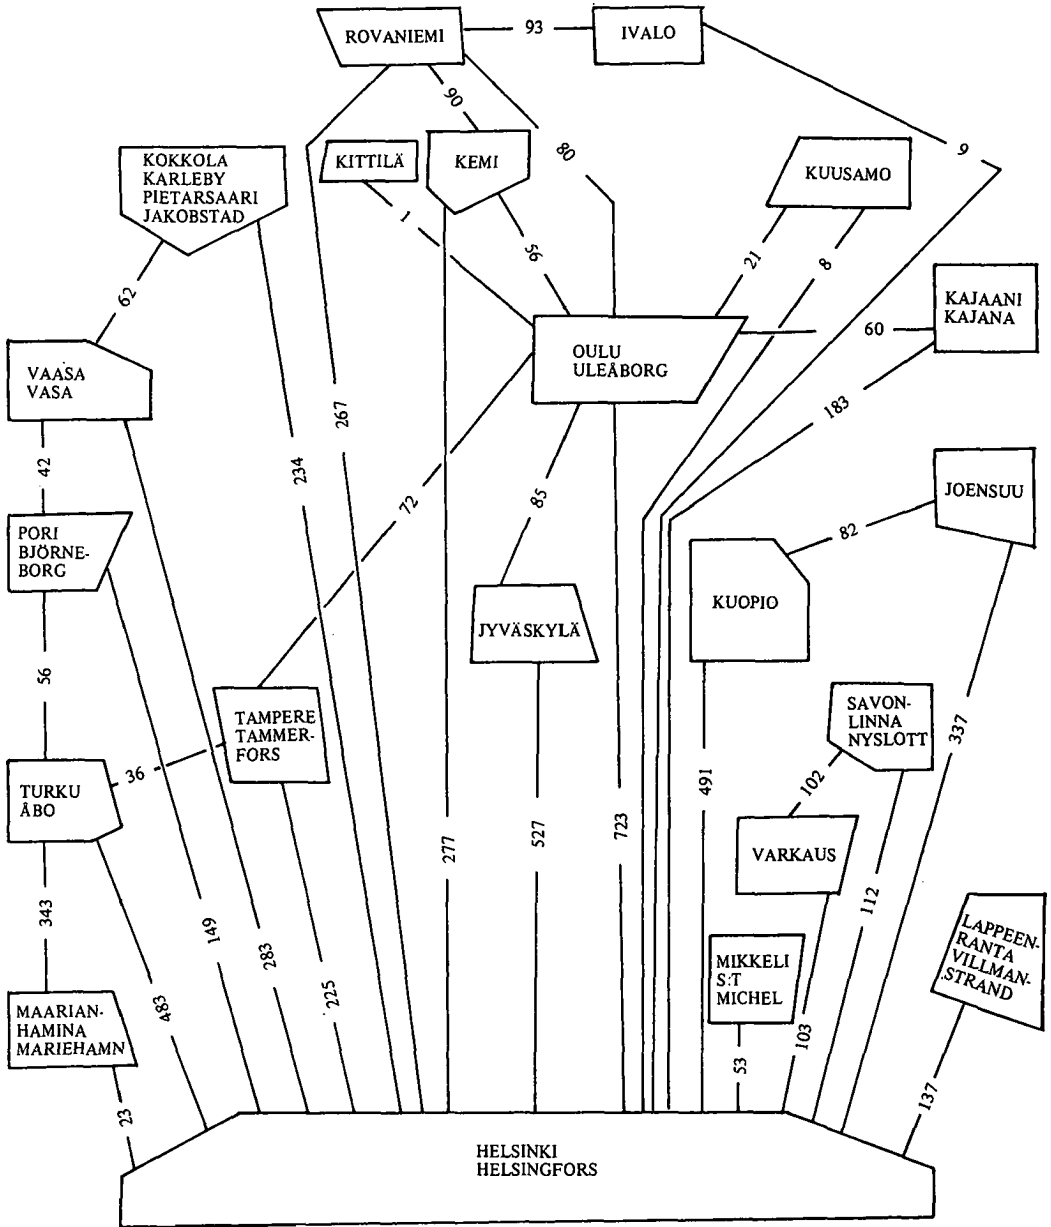 ROVANIEMI
93
IVALO
90
80
9
KOKKOLA
KARLEBY
PIETARSAARI
JAKOBSTAD
KITTILÄ
KEMI
KUUSAMO
1
56
21
8
62
KAJAANI
KAJANA
60
OULU
ULEÅBORG
VAASA
VASA
267
183
42
234
72
85
JOENSUU
82
PORI
BJÖRNE-
BORG
KUOPIO
JYVÄSKYLÄ
56
TAMPERE
TAMMER-
FORS
SAVON-
LINNA
NYSLOTT
337
36
TURKU
ÅBO
491
102
277
527
723
VARKAUS
343
149
283
112
LAPPEEN-
RANTA
VILLMAN-
STRAND
MIKKELI
S:T
MICHEL
225
483
MAARIAN-
HAMINA
MARIEHAMN
103
53
137
23
HELSINKI
HELSINGFORS